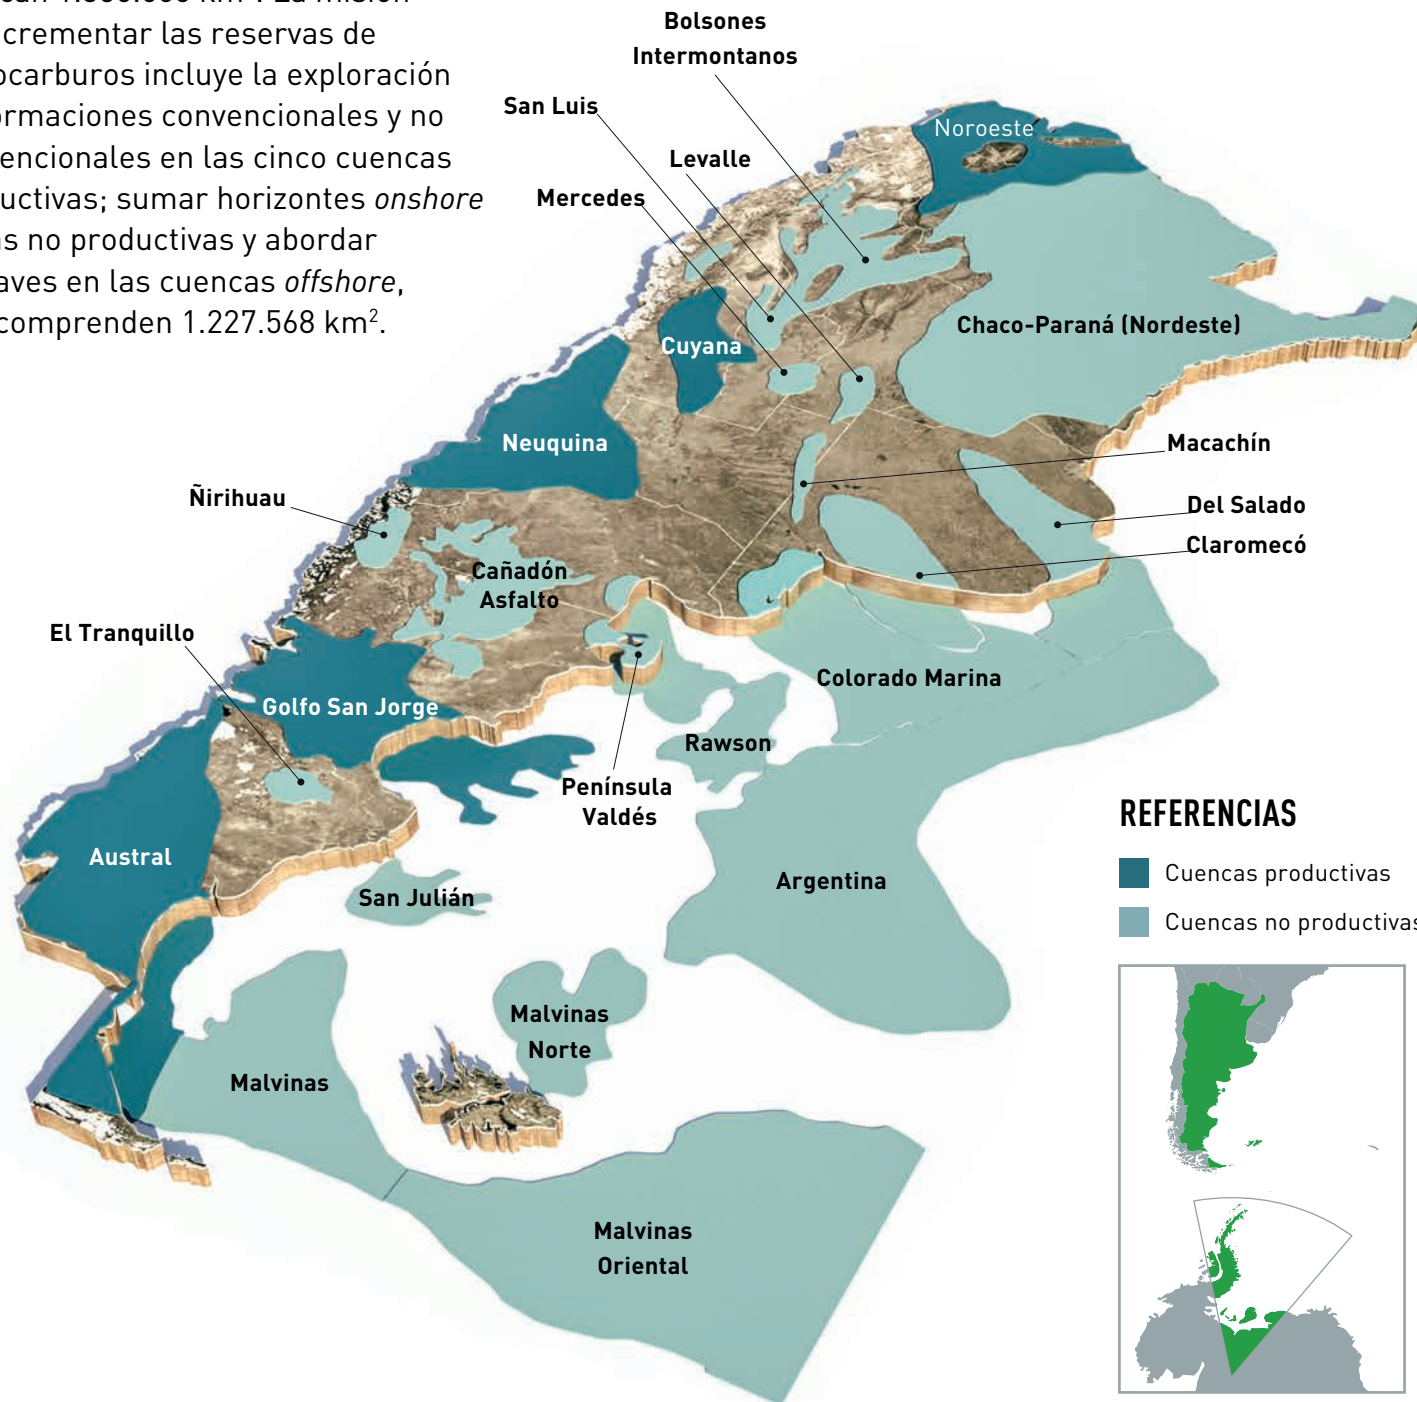 crementar las reservas de
ocarburos incluye la exploración
ormaciones convencionales y no
encionales en las cinco cuencas
uctivas; sumar horizontes onshore
as no productivas y abordar
aves en las cuencas offshore,
comprenden 1.227.568 km².
Bolsones
Intermontanos
San Luis
Levalle
Mercedes
Noroeste
Chaco-Paraná (Nordeste)
Cuyana
Neuquina
Macachín
Ñirihuau
Del Salado
Claromecó
Cañadón
Asfalto
El Tranquillo
Colorado Marina
Golfo San Jorge
Rawson
Península
Valdés
Austral
Argentina
San Julián
Malvinas
Norte
Malvinas
Malvinas
Oriental
REFERENCIAS
Cuencas productivas
Cuencas no productivas